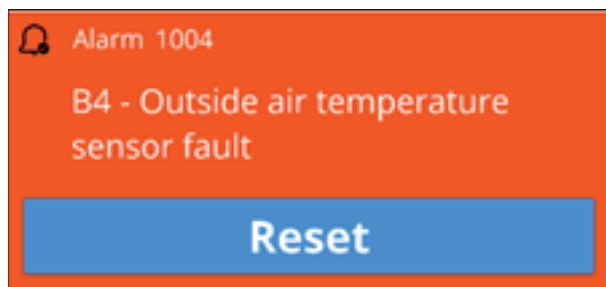 Alarm 1004
B4 - Outside air temperature
sensor fault
Reset